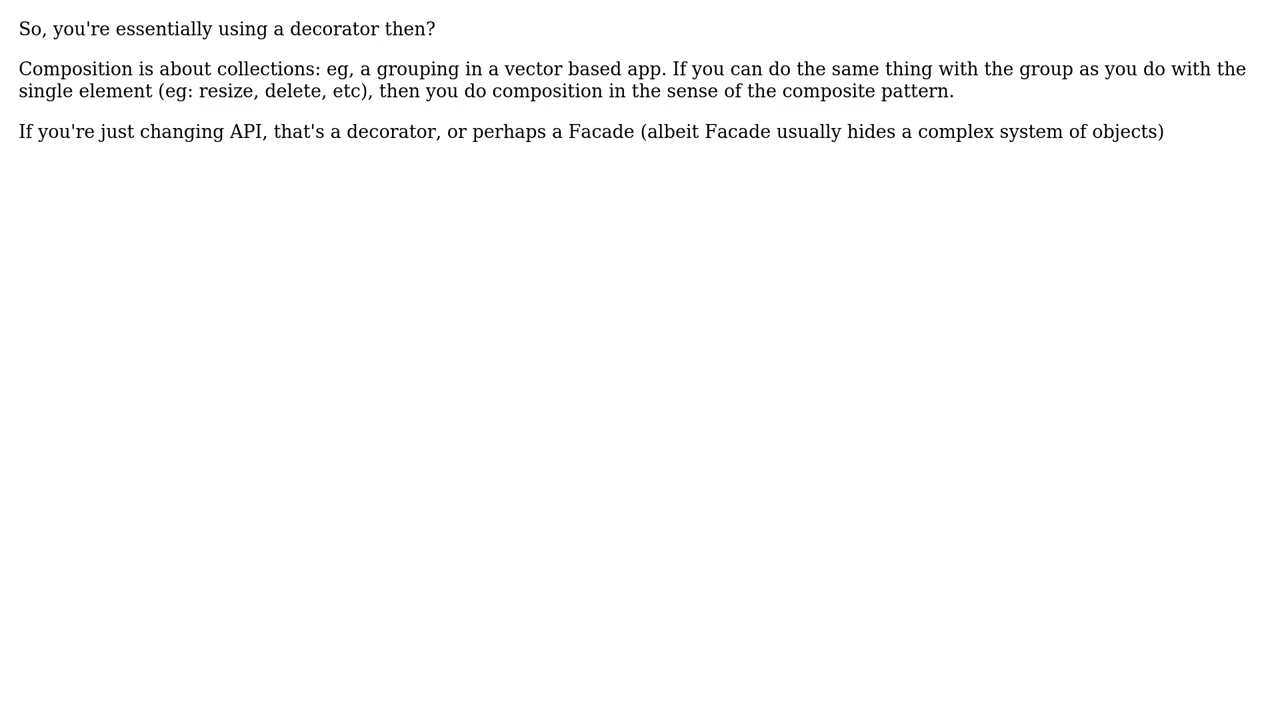 So, you're essentially using a decorator then?
Composition is about collections: eg, a grouping in a vector based app. If you can do the same thing with the group as you do with the
single element (eg: resize, delete, etc), then you do composition in the sense of the composite pattern.
If you're just changing API, that's a decorator, or perhaps a Facade (albeit Facade usually hides a complex system of objects)